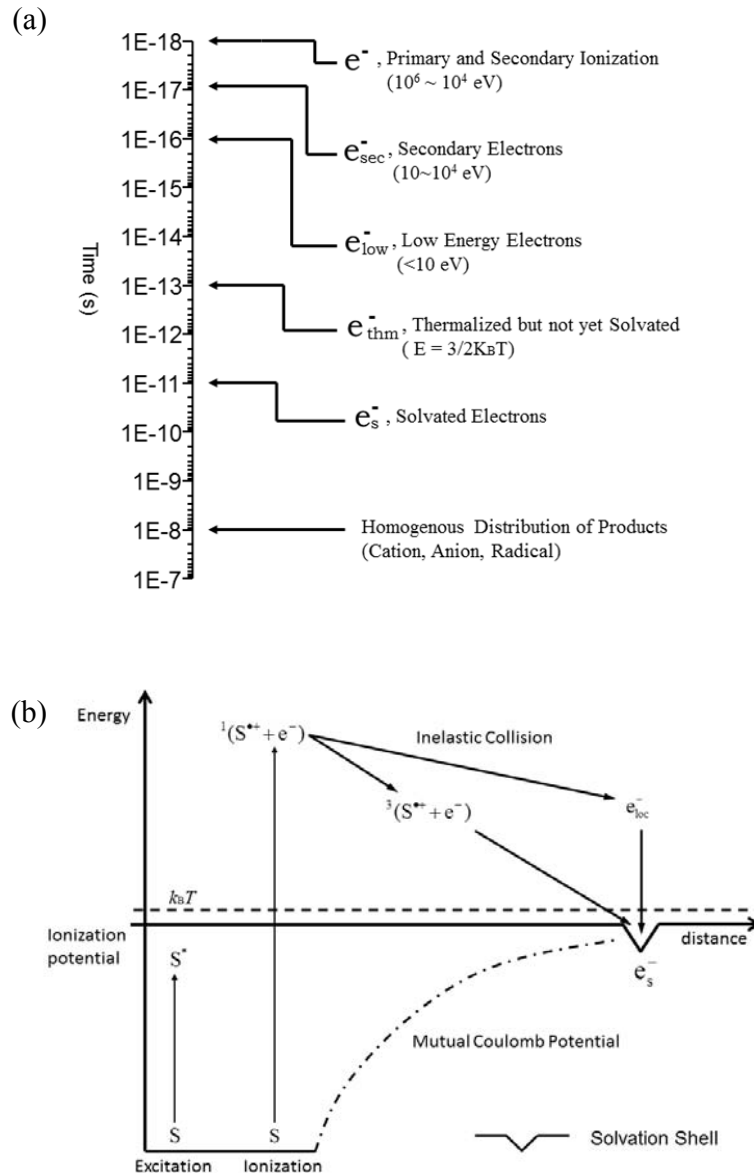 (a)
1E-18
1E-17
1E-16
1E-15
1E-14
1E-13
1E-12
1E-11
1E-10
1E-9
1E-8
1E-7
Time (s)
e⁻ , Primary and Secondary Ionization
(10⁶ ~ 10⁴ eV)
e⁻sec, Secondary Electrons
(10~10⁴ eV)
e⁻low, Low Energy Electrons
(<10 eV)
e⁻thm, Thermalized but not yet Solvated
( E = 3/2KBT)
e⁻s , Solvated Electrons
Homogenous Distribution of Products
(Cation, Anion, Radical)
(b)
Energy
¹(S•+ + e⁻)
Inelastic Collision
³(S•+ + e⁻)
e⁻loc
kBT
Ionization
potential
distance
S*
e⁻s
Mutual Coulomb Potential
S
S
Solvation Shell
Excitation
Ionization